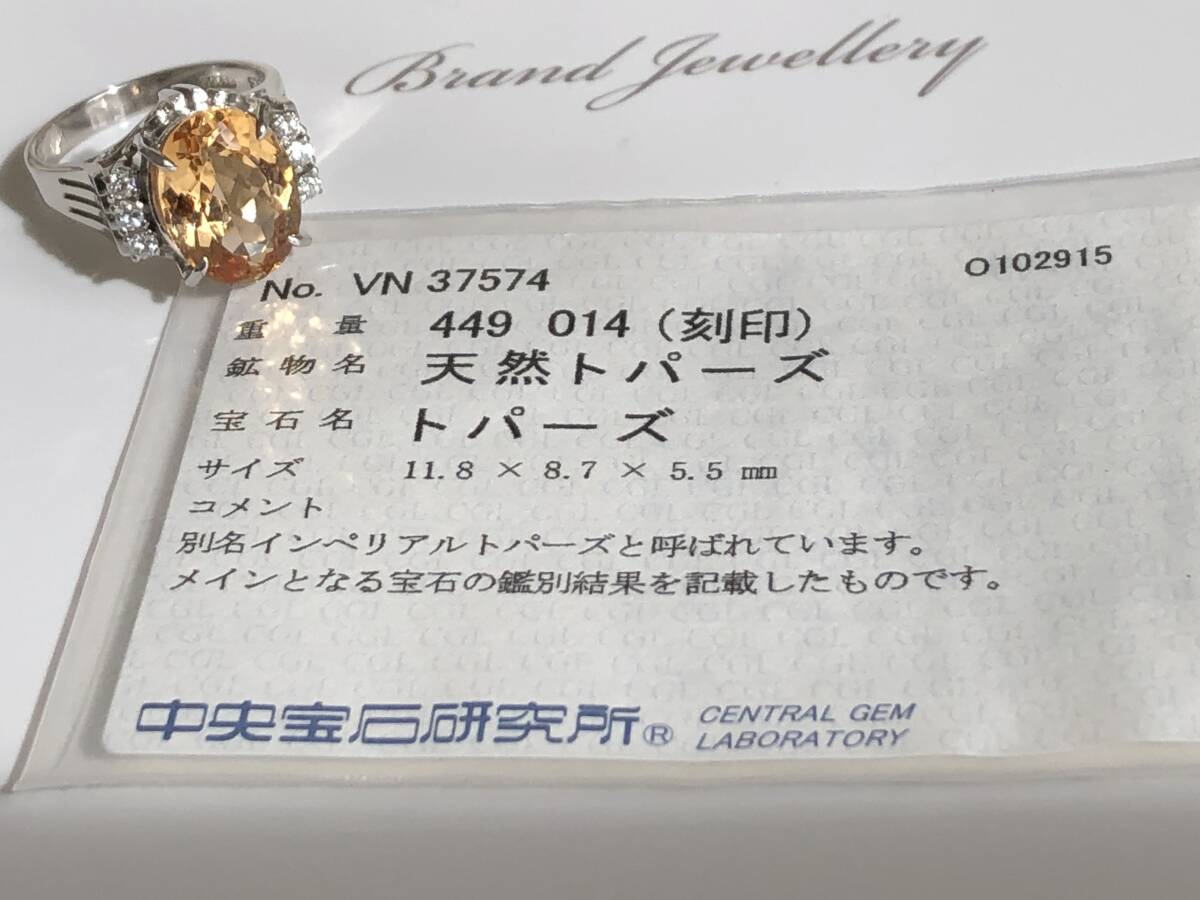 Brand Jewellery
No. VN 37574 O102915
重量 449 014 (刻印)
鉱物名 天然トパーズ
宝石名 トパーズ
サイズ 11.8 × 8.7 × 5.5 mm
コメント
別名インペリアルトパーズと呼ばれています。
メインとなる宝石の鑑別結果を記載したものです。
中央宝石研究所® CENTRAL GEM
LABORATORY